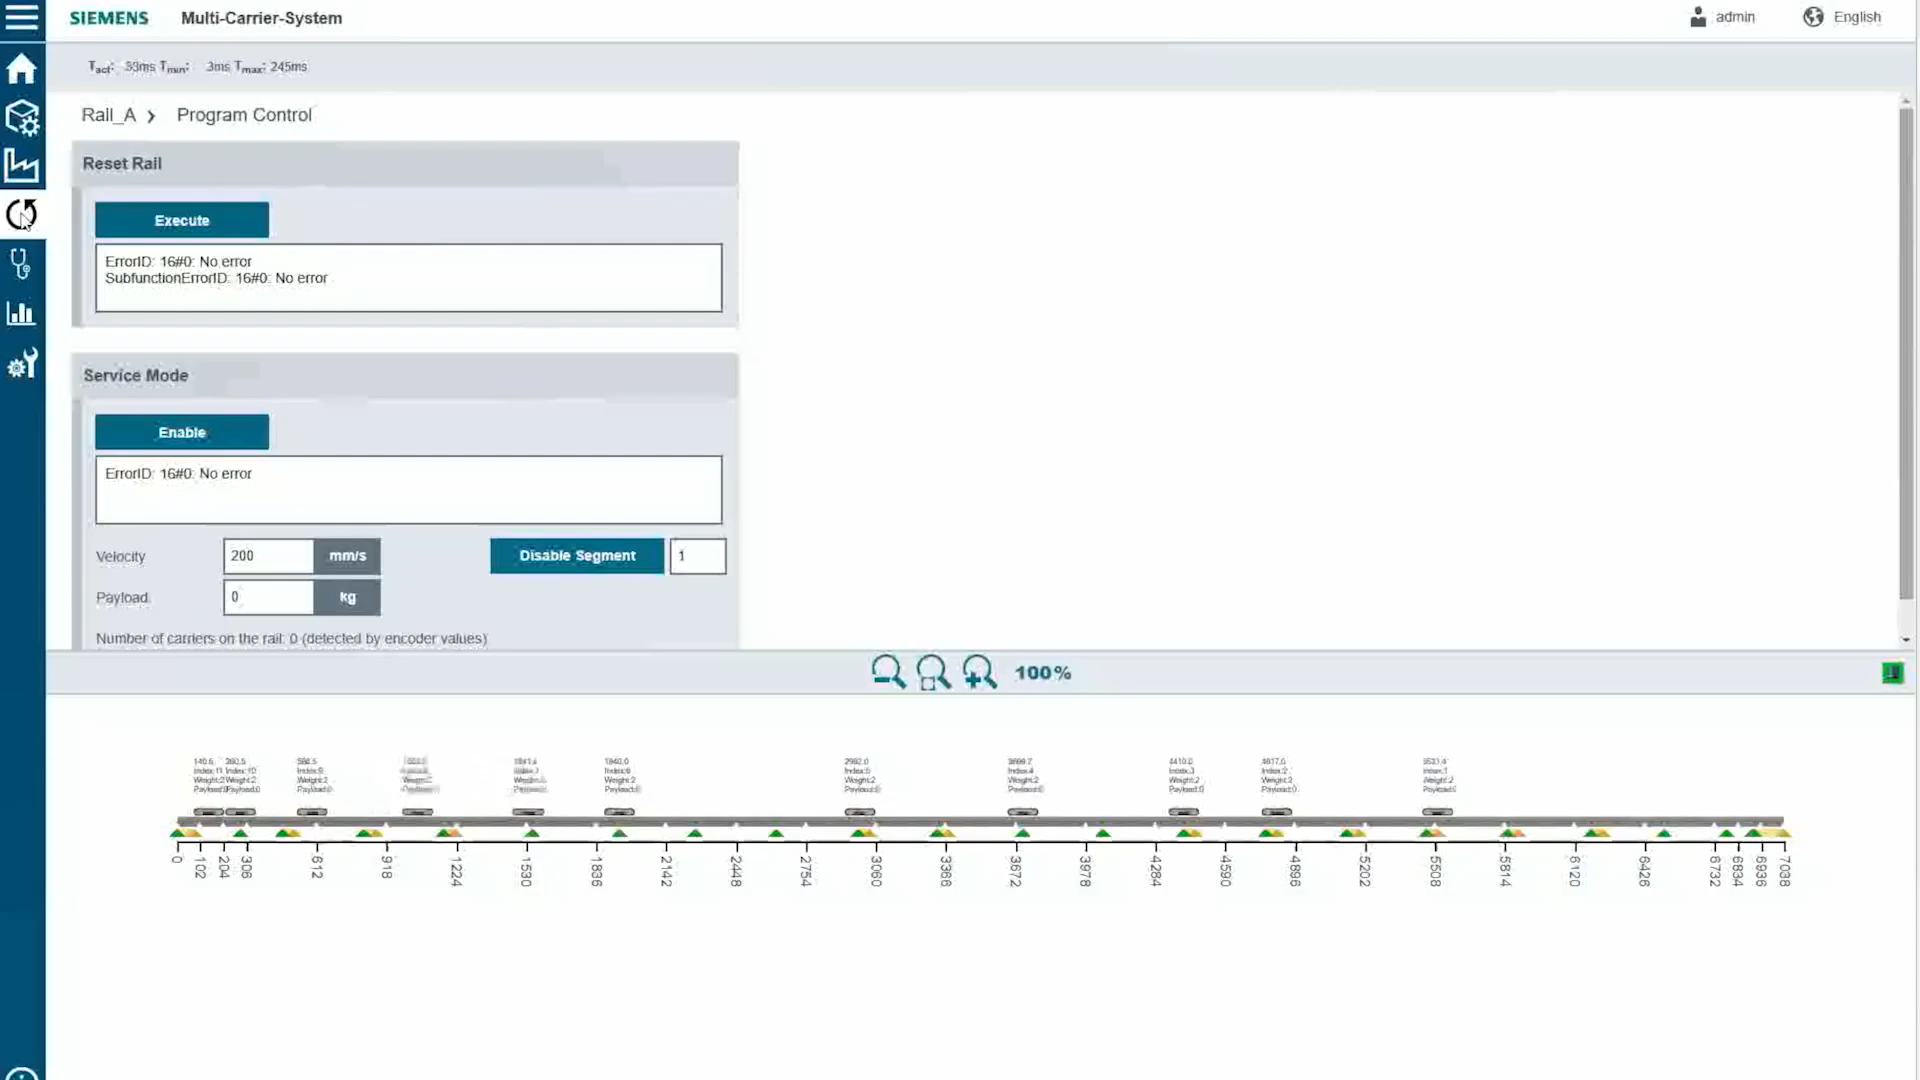 SIEMENS Multi-Carrier-System admin English
Tact: 33ms Tmin: 3ms Tmax: 245ms
Rail_A Program Control
Reset Rail
Execute
ErrorID: 16#0: No error
SubfunctionErrorID: 16#0: No error
Service Mode
Enable
ErrorID: 16#0: No error
Velocity 200 mm/s Disable Segment 1
Payload 0 kg
Number of carriers on the rail: 0 (detected by encoder values)
100%
0 102 204 306 612 918 1224 1530 1836 2142 2448 2754 3060 3366 3672 3978 4284 4590 4896 5202 5508 5814 6120 6426 6732 6834 6936 7038